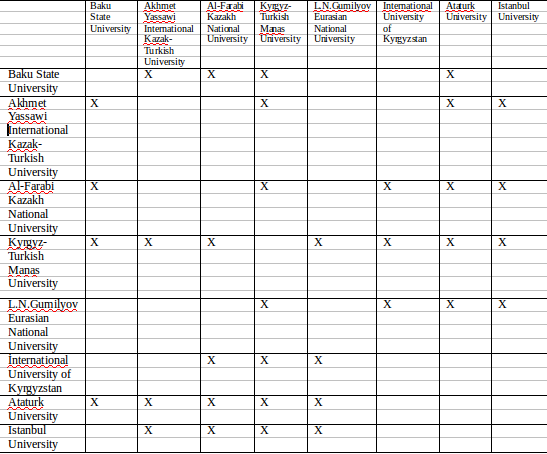 Baku
State
University
Akhmet
Yassawi
International
Kazak-
Turkish
University
Al-Farabi
Kazakh
National
University
Kyrgyz-
Turkish
Manas
University
L.N.Gumilyov
Eurasian
National
University
International
University
of
Kyrgyzstan
Ataturk
University
Istanbul
University
Baku State
University
X X X X
Akhmet
Yassawi
International
Kazak-
Turkish
University
X X X X
Al-Farabi
Kazakh
National
University
X X X X X
Kyrgyz-
Turkish
Manas
University
X X X X X X X
L.N.Gumilyov
Eurasian
National
University
X X X X
İnternational
University of
Kyrgyzstan
X X X
Ataturk
University
X X X X X
Istanbul
University
X X X X